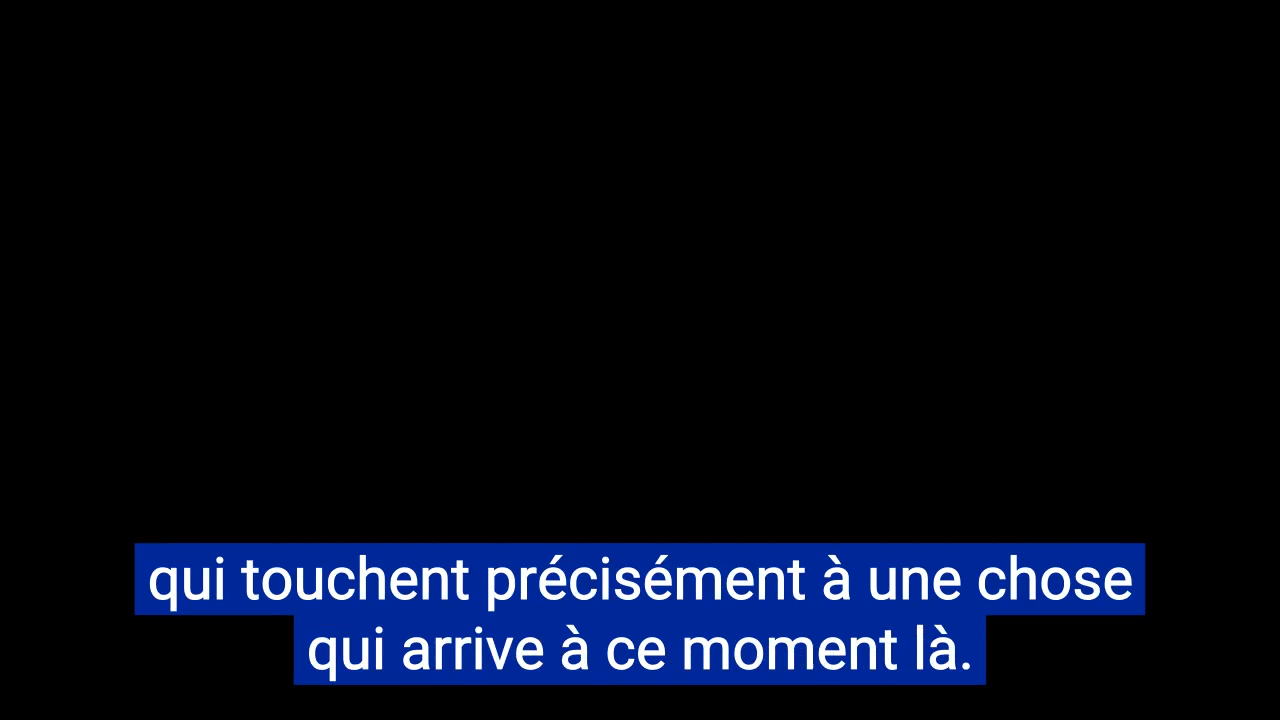 qui touchent précisément à une chose
qui arrive à ce moment là.